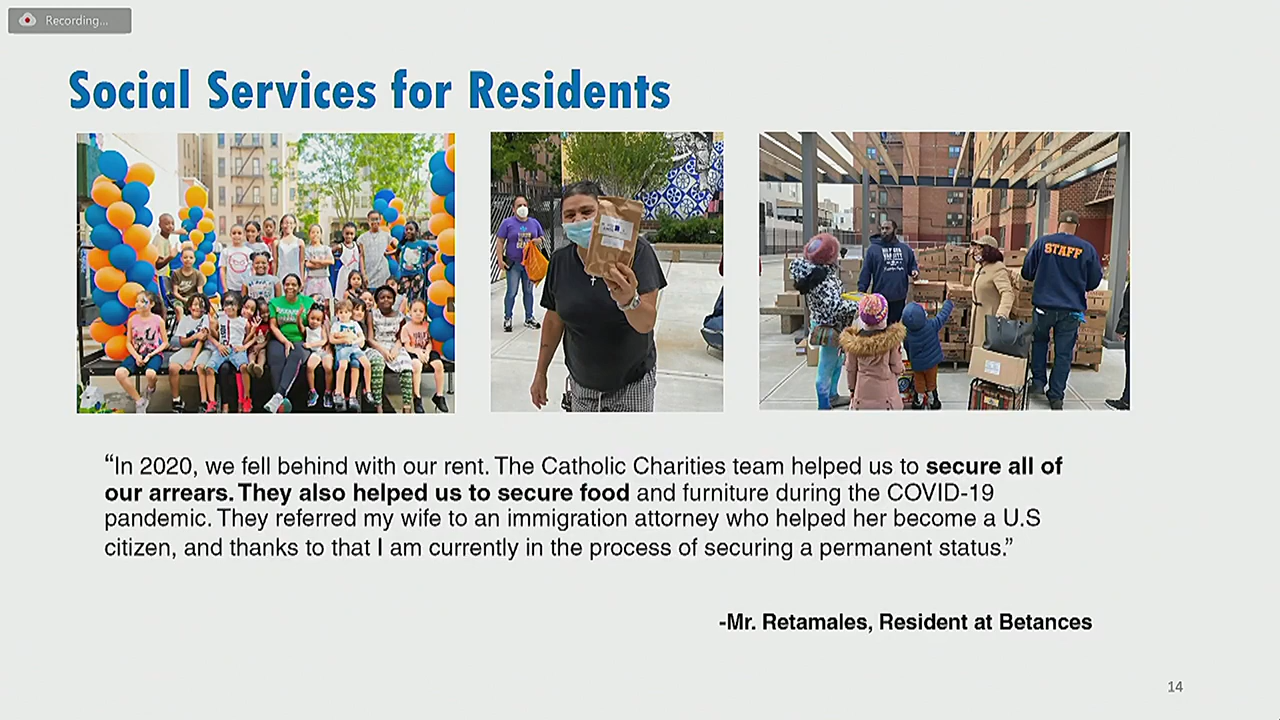 Recording...
Social Services for Residents
STAFF
“In 2020, we fell behind with our rent. The Catholic Charities team helped us to secure all of
our arrears. They also helped us to secure food and furniture during the COVID-19
pandemic. They referred my wife to an immigration attorney who helped her become a U.S
citizen, and thanks to that I am currently in the process of securing a permanent status.”
-Mr. Retamales, Resident at Betances
14